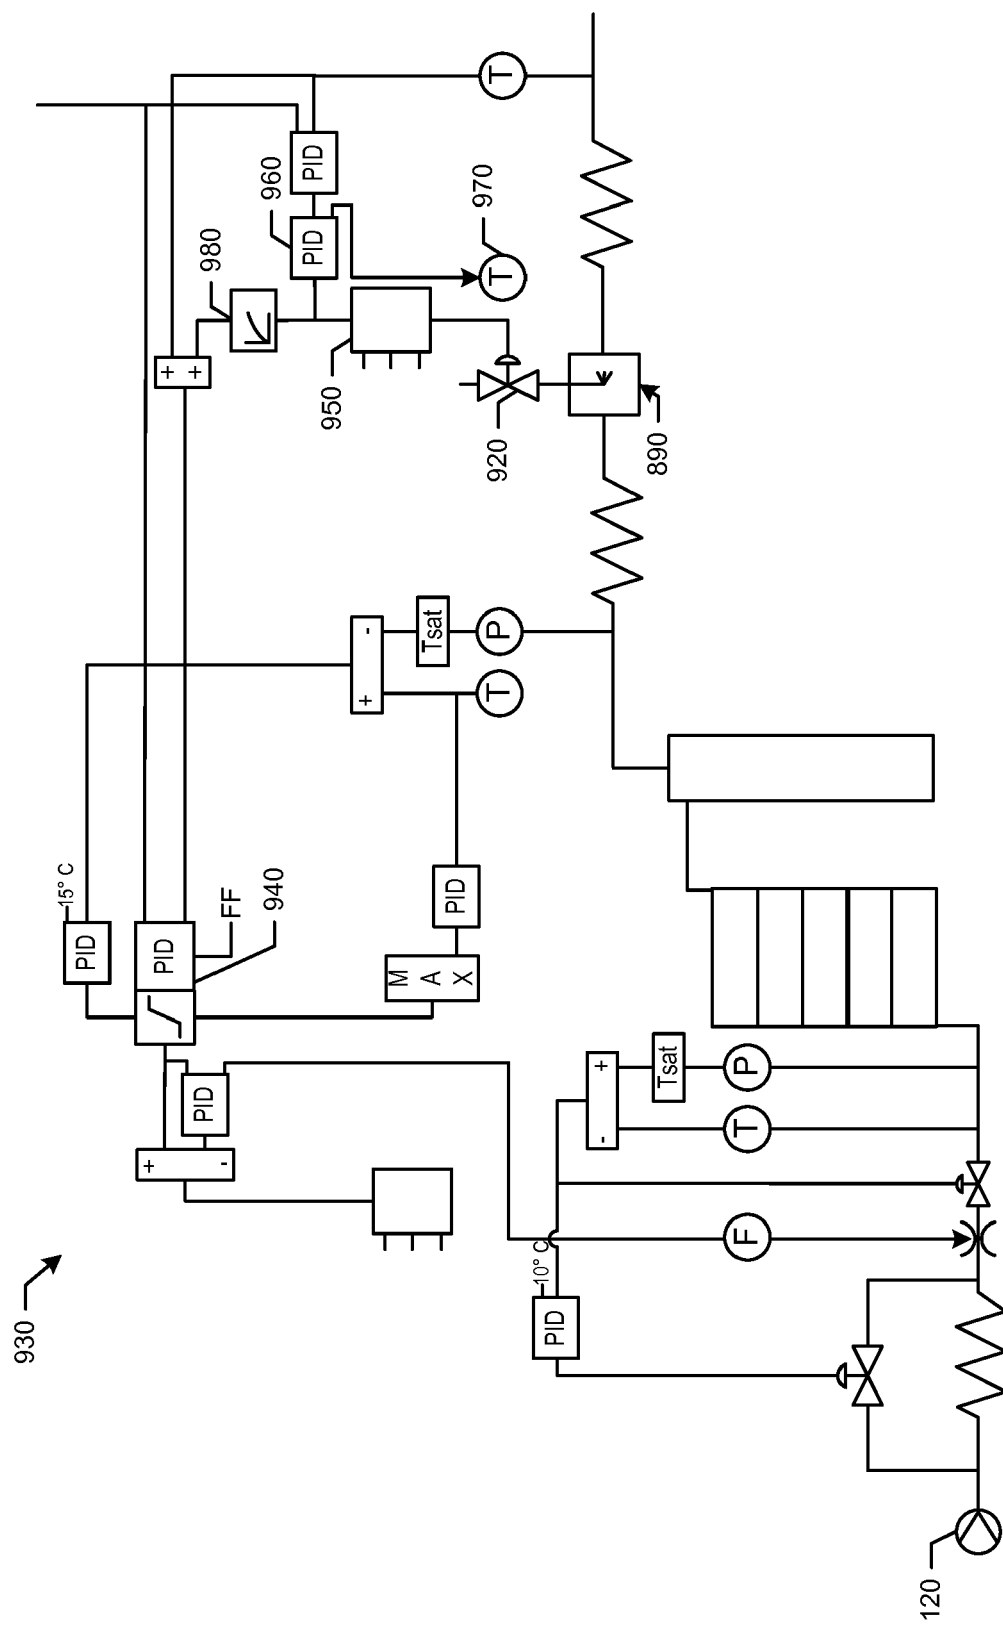 T
PID
960
PID
970
T
980
+
+
950
920
890
-
+
Tsat
P
T
15° C
PID
PID
FF
940
PID
M
A
X
PID
+
-
+
-
Tsat
P
T
F
10° C
PID
930
120